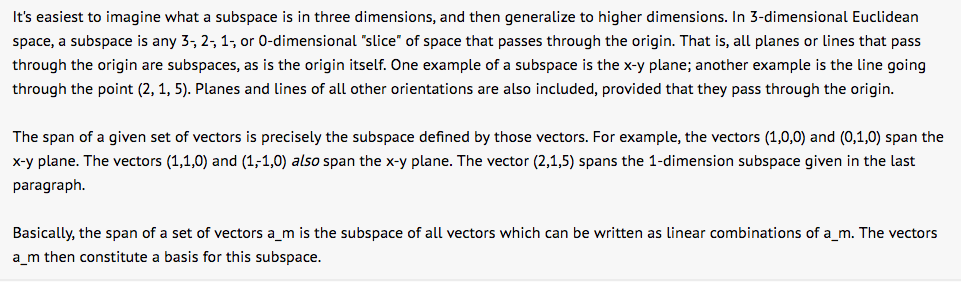 It's easiest to imagine what a subspace is in three dimensions, and then generalize to higher dimensions. In 3-dimensional Euclidean
space, a subspace is any 3-, 2-, 1-, or 0-dimensional "slice" of space that passes through the origin. That is, all planes or lines that pass
through the origin are subspaces, as is the origin itself. One example of a subspace is the x-y plane; another example is the line going
through the point (2, 1, 5). Planes and lines of all other orientations are also included, provided that they pass through the origin.
The span of a given set of vectors is precisely the subspace defined by those vectors. For example, the vectors (1,0,0) and (0,1,0) span the
x-y plane. The vectors (1,1,0) and (1,-1,0) also span the x-y plane. The vector (2,1,5) spans the 1-dimension subspace given in the last
paragraph.
Basically, the span of a set of vectors a_m is the subspace of all vectors which can be written as linear combinations of a_m. The vectors
a_m then constitute a basis for this subspace.